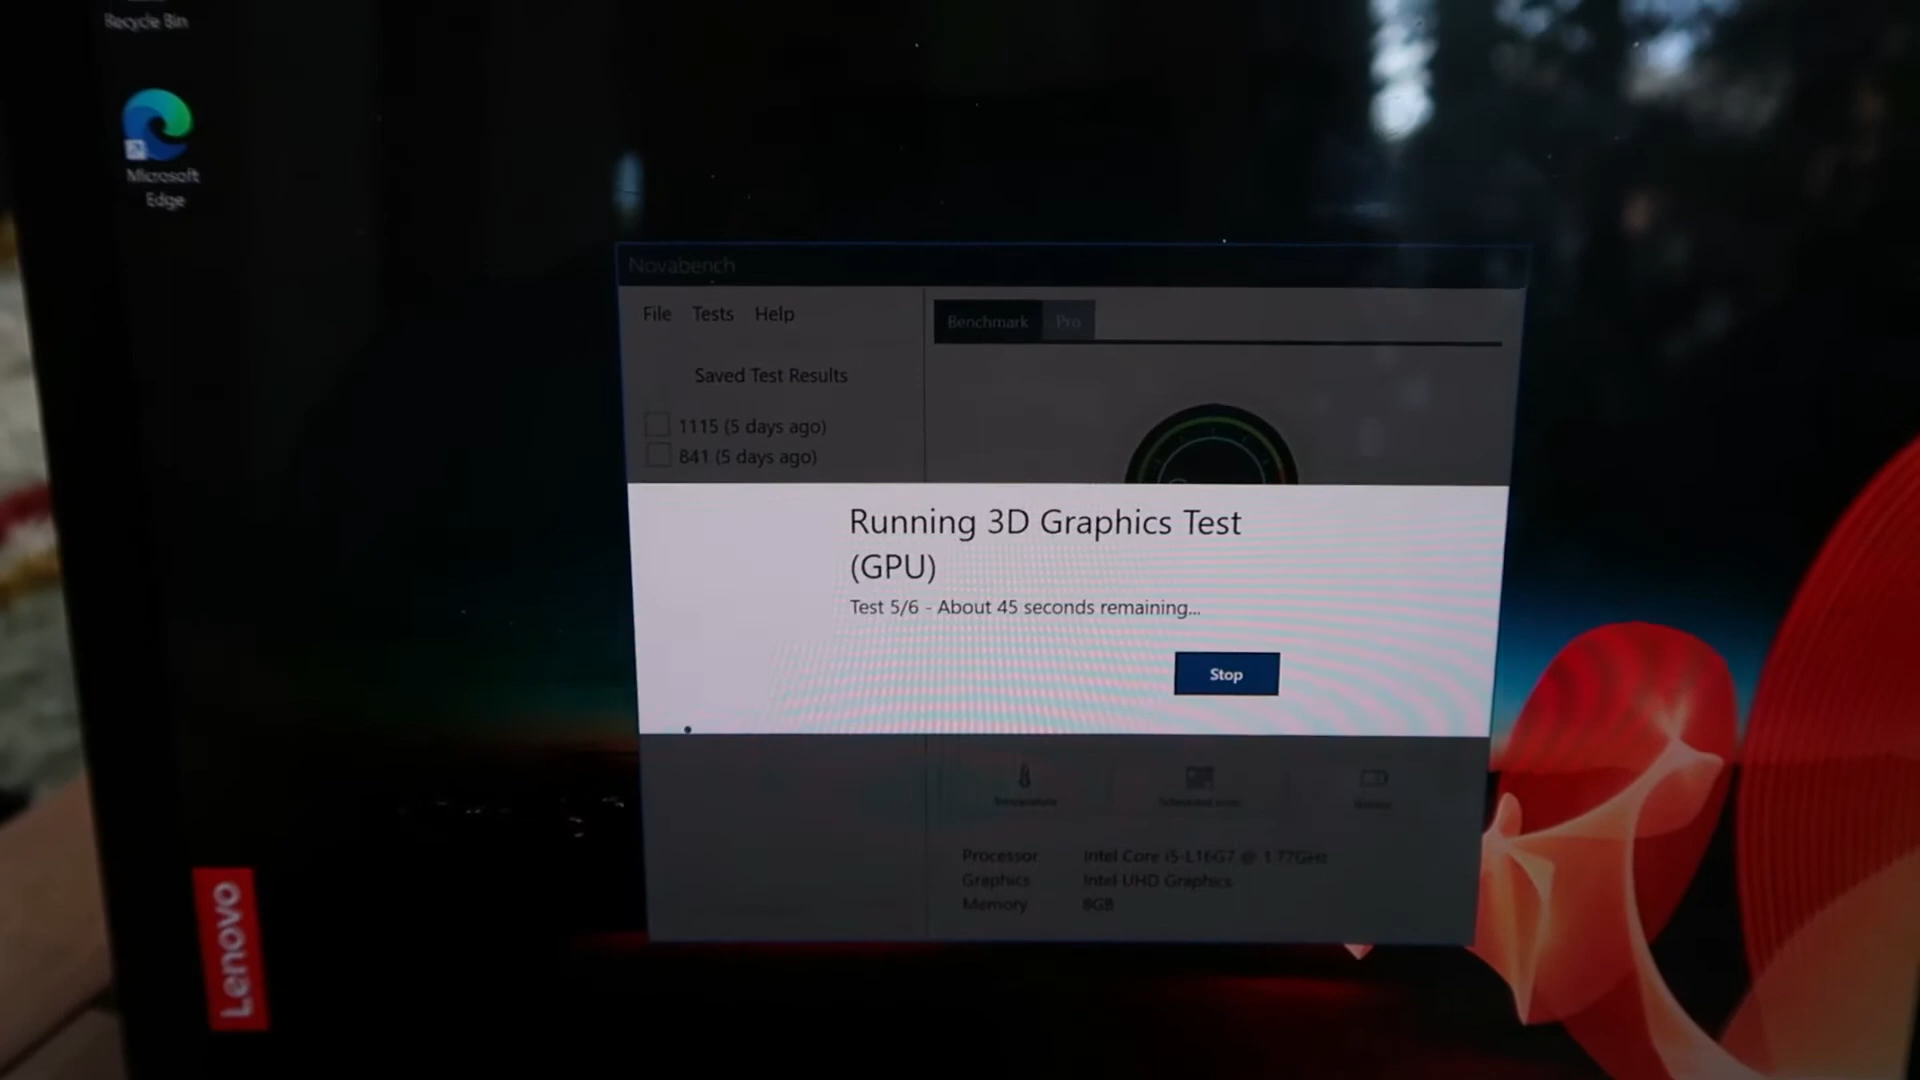 Recycle Bin
Microsoft
Edge
Novabench
File Tests Help
Benchmark Pro
Saved Test Results
1115 (5 days ago)
841 (5 days ago)
Running 3D Graphics Test
(GPU)
Test 5/6 - About 45 seconds remaining...
Stop
Temperature
Processor Intel Core i5-L16G7 @ 1.77GHz
Graphics Intel UHD Graphics
Memory 8GB
Lenovo